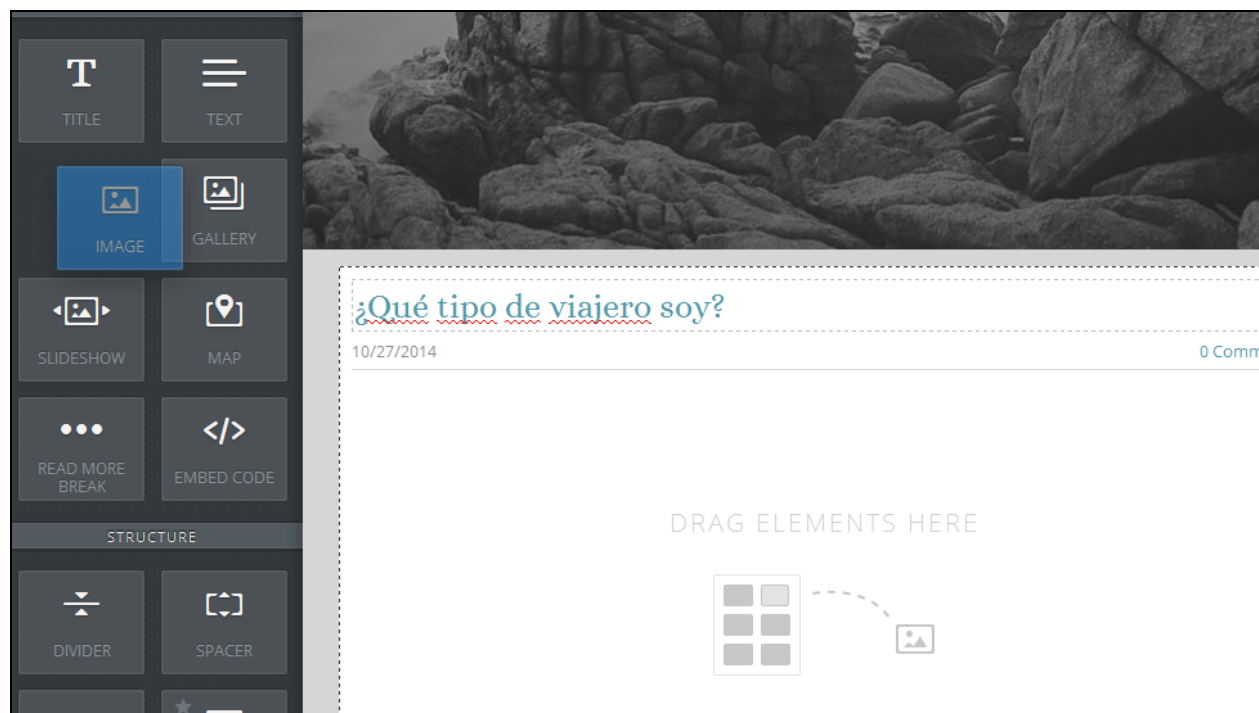 TITLE
TEXT
IMAGE
GALLERY
SLIDESHOW
MAP
READ MORE
BREAK
EMBED CODE
STRUCTURE
DIVIDER
SPACER
¿Qué tipo de viajero soy?
10/27/2014
0 Comm
DRAG ELEMENTS HERE